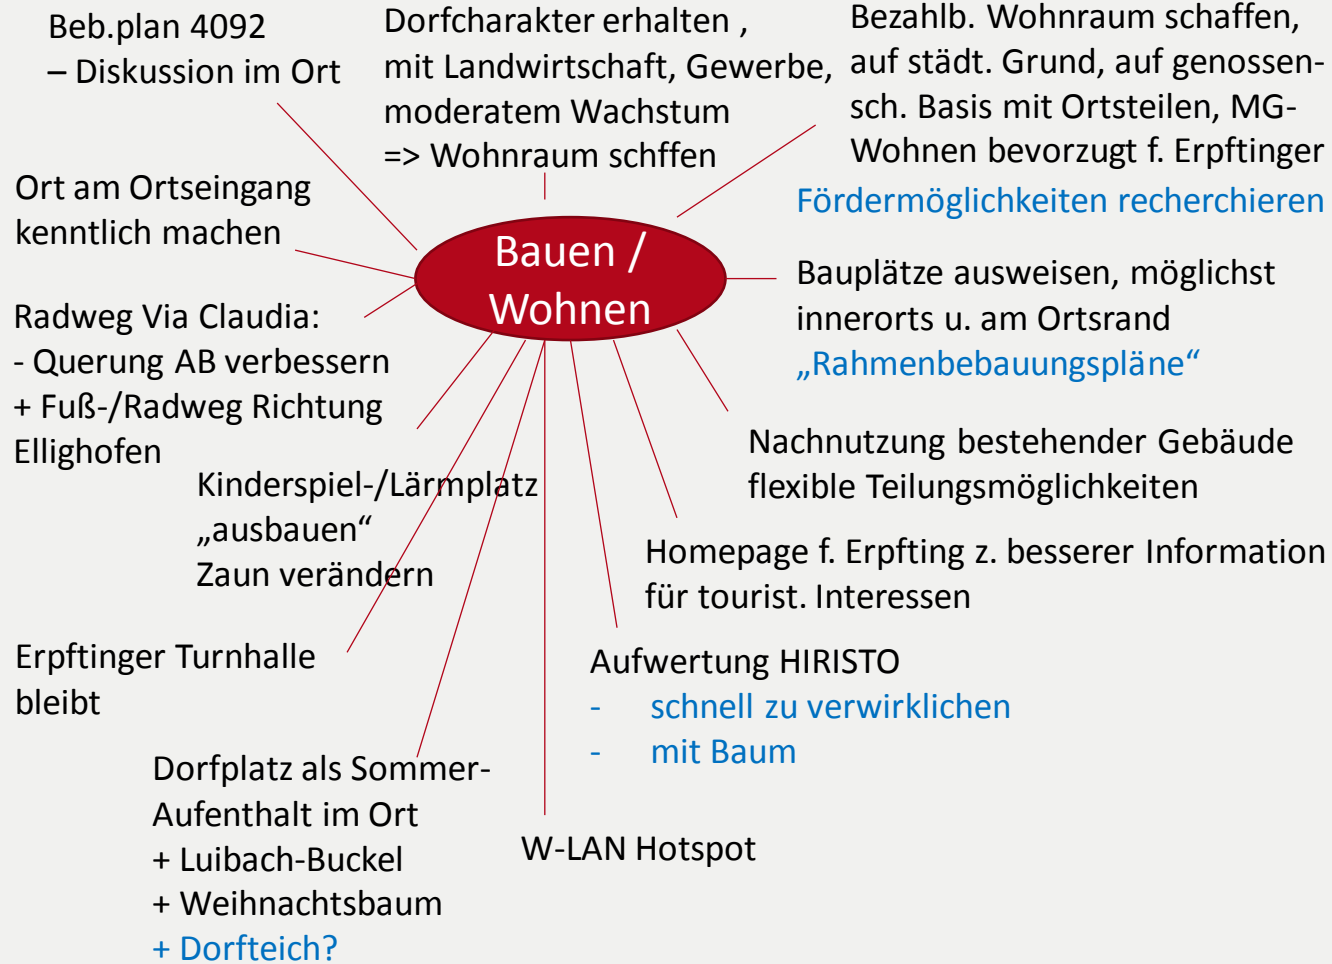 Beb.plan 4092
– Diskussion im Ort
Dorfcharakter erhalten ,
mit Landwirtschaft, Gewerbe,
moderatem Wachstum
=> Wohnraum schffen
Bezahlb. Wohnraum schaffen,
auf städt. Grund, auf genossen-
sch. Basis mit Ortsteilen, MG-
Wohnen bevorzugt f. Erpftinger
Fördermöglichkeiten recherchieren
Ort am Ortseingang
kenntlich machen
Bauen /
Wohnen
Bauplätze ausweisen, möglichst
innerorts u. am Ortsrand
„Rahmenbebauungspläne“
Radweg Via Claudia:
- Querung AB verbessern
+ Fuß-/Radweg Richtung
Ellighofen
Nachnutzung bestehender Gebäude
flexible Teilungsmöglichkeiten
Kinderspiel-/Lärmplatz
„ausbauen“
Zaun verändern
Homepage f. Erpfting z. besserer Information
für tourist. Interessen
Erpftinger Turnhalle
bleibt
Aufwertung HIRISTO
- schnell zu verwirklichen
- mit Baum
Dorfplatz als Sommer-
Aufenthalt im Ort
+ Luibach-Buckel
+ Weihnachtsbaum
+ Dorfteich?
W-LAN Hotspot